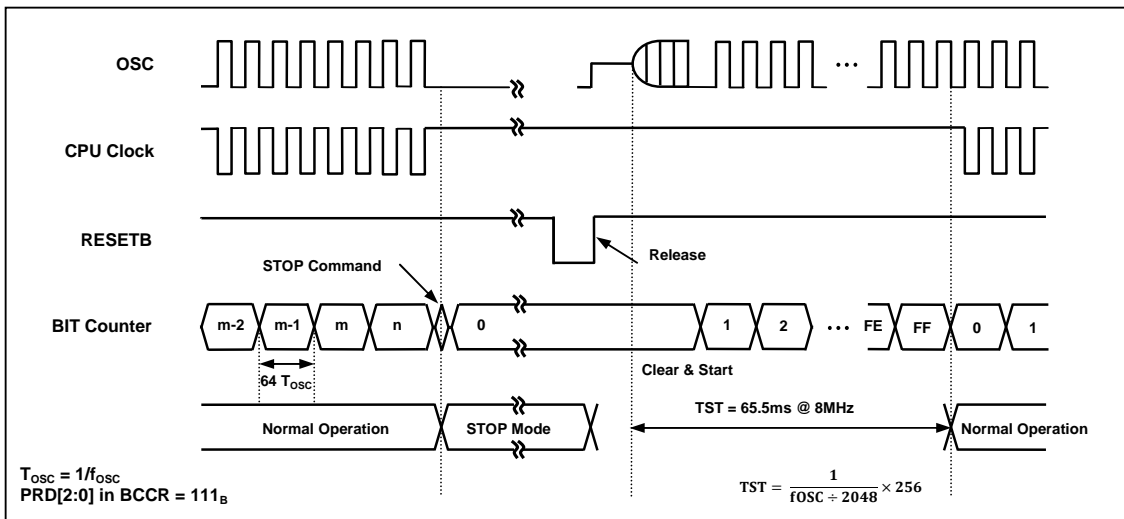 OSC
...
CPU Clock
RESETB
Release
STOP Command
BIT Counter
m-2 m-1 m n 0 1 2 ... FE FF 0 1
64 TOSC
Clear & Start
TST = 65.5ms @ 8MHz
Normal Operation STOP Mode Normal Operation
TOSC = 1/fOSC
PRD[2:0] in BCCR = 111B
TST = 1 / (fOSC ÷ 2048) × 256